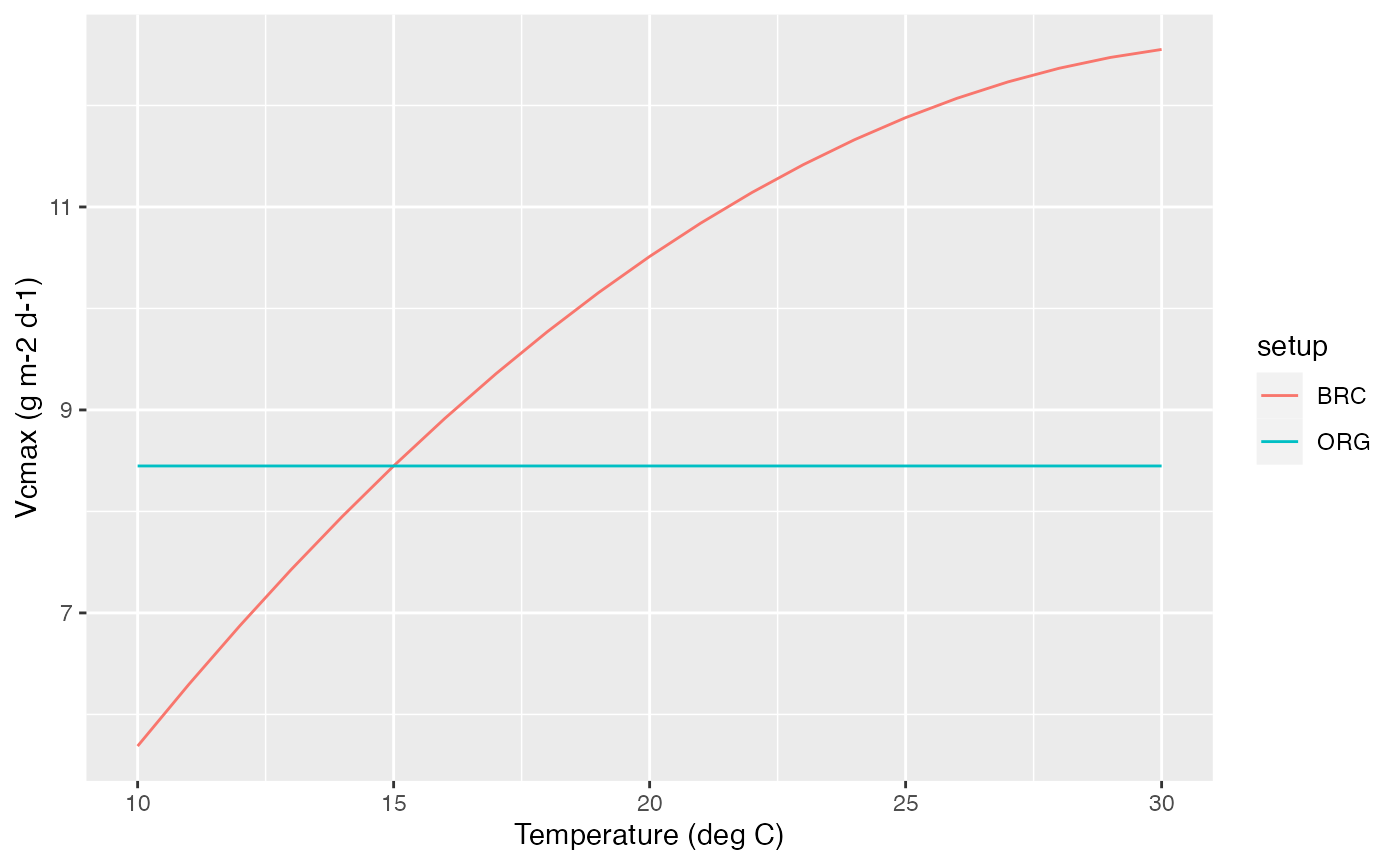 11
9
7
Vcmax (g m-2 d-1)
10 15 20 25 30
Temperature (deg C)
setup
BRC
ORG